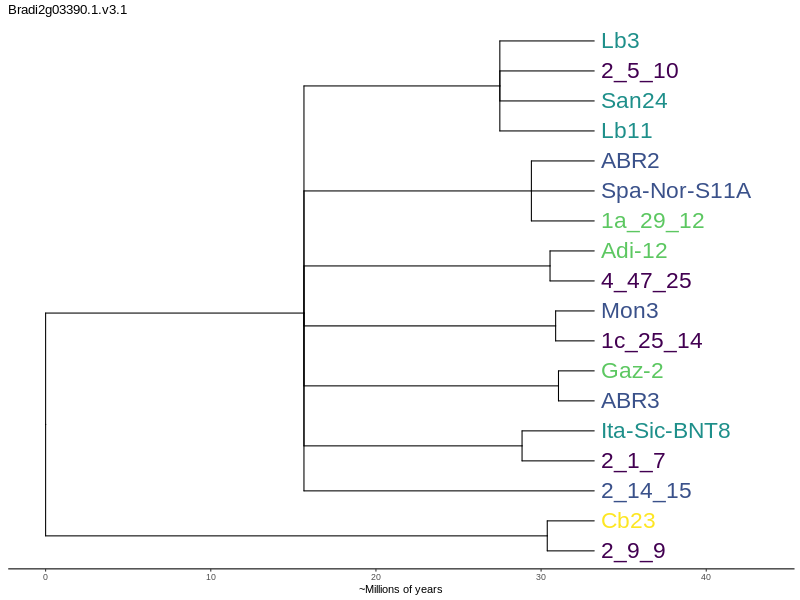 Bradi2g03390.1.v3.1
Lb3
2_5_10
San24
Lb11
ABR2
Spa-Nor-S11A
1a_29_12
Adi-12
4_47_25
Mon3
1c_25_14
Gaz-2
ABR3
Ita-Sic-BNT8
2_1_7
2_14_15
Cb23
2_9_9
0 10 20 30 40
~Millions of years